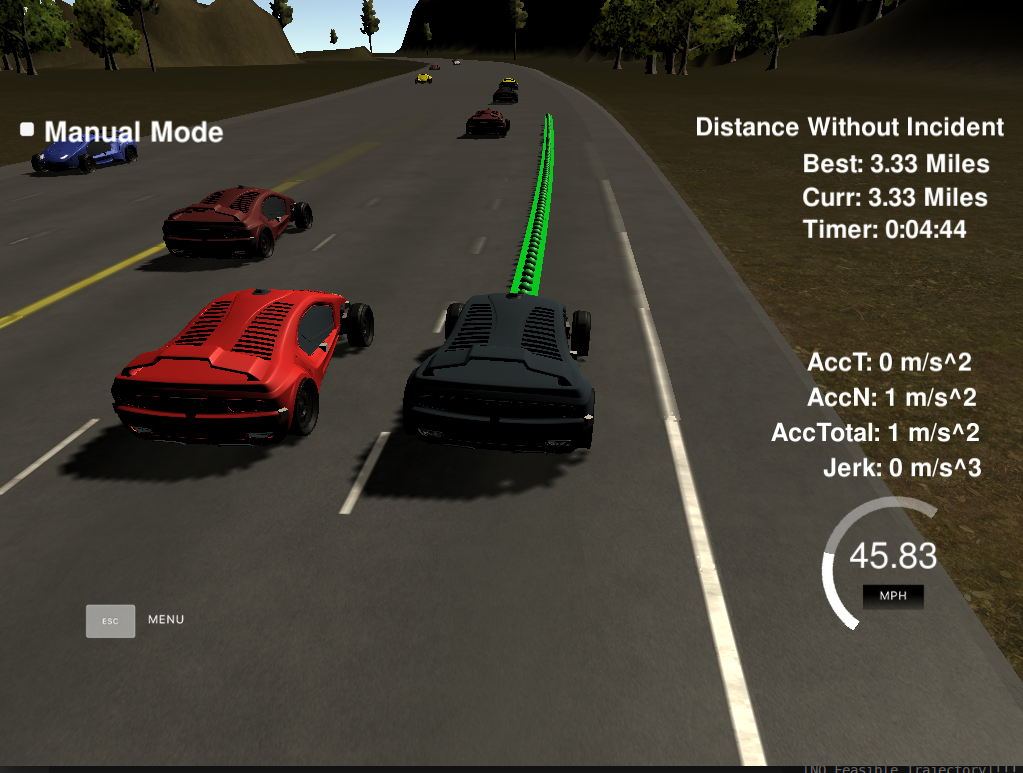 Manual Mode
Distance Without Incident
Best: 3.33 Miles
Curr: 3.33 Miles
Timer: 0:04:44
AccT: 0 m/s^2
AccN: 1 m/s^2
AccTotal: 1 m/s^2
Jerk: 0 m/s^3
45.83
MPH
ESC MENU